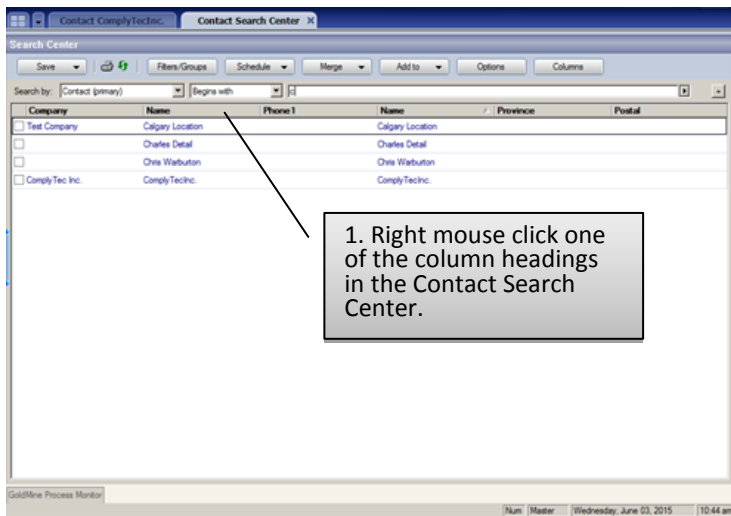 Contact ComplyTecInc. Contact Search Center X
Search Center
Save Filters/Groups Schedule Merge Add to Options Columns
Search by: Contact (primary) Begins with c
Company Name Phone1 Name Province Postal
Test Company Calgary Location Calgary Location
Charles Detail Charles Detail
Chris Warburton Chris Warburton
ComplyTec Inc. ComplyTecInc. ComplyTecInc.
1. Right mouse click one
of the column headings
in the Contact Search
Center.
GoldMine Process Monitor
Num Master Wednesday, June 03, 2015 10:44 am